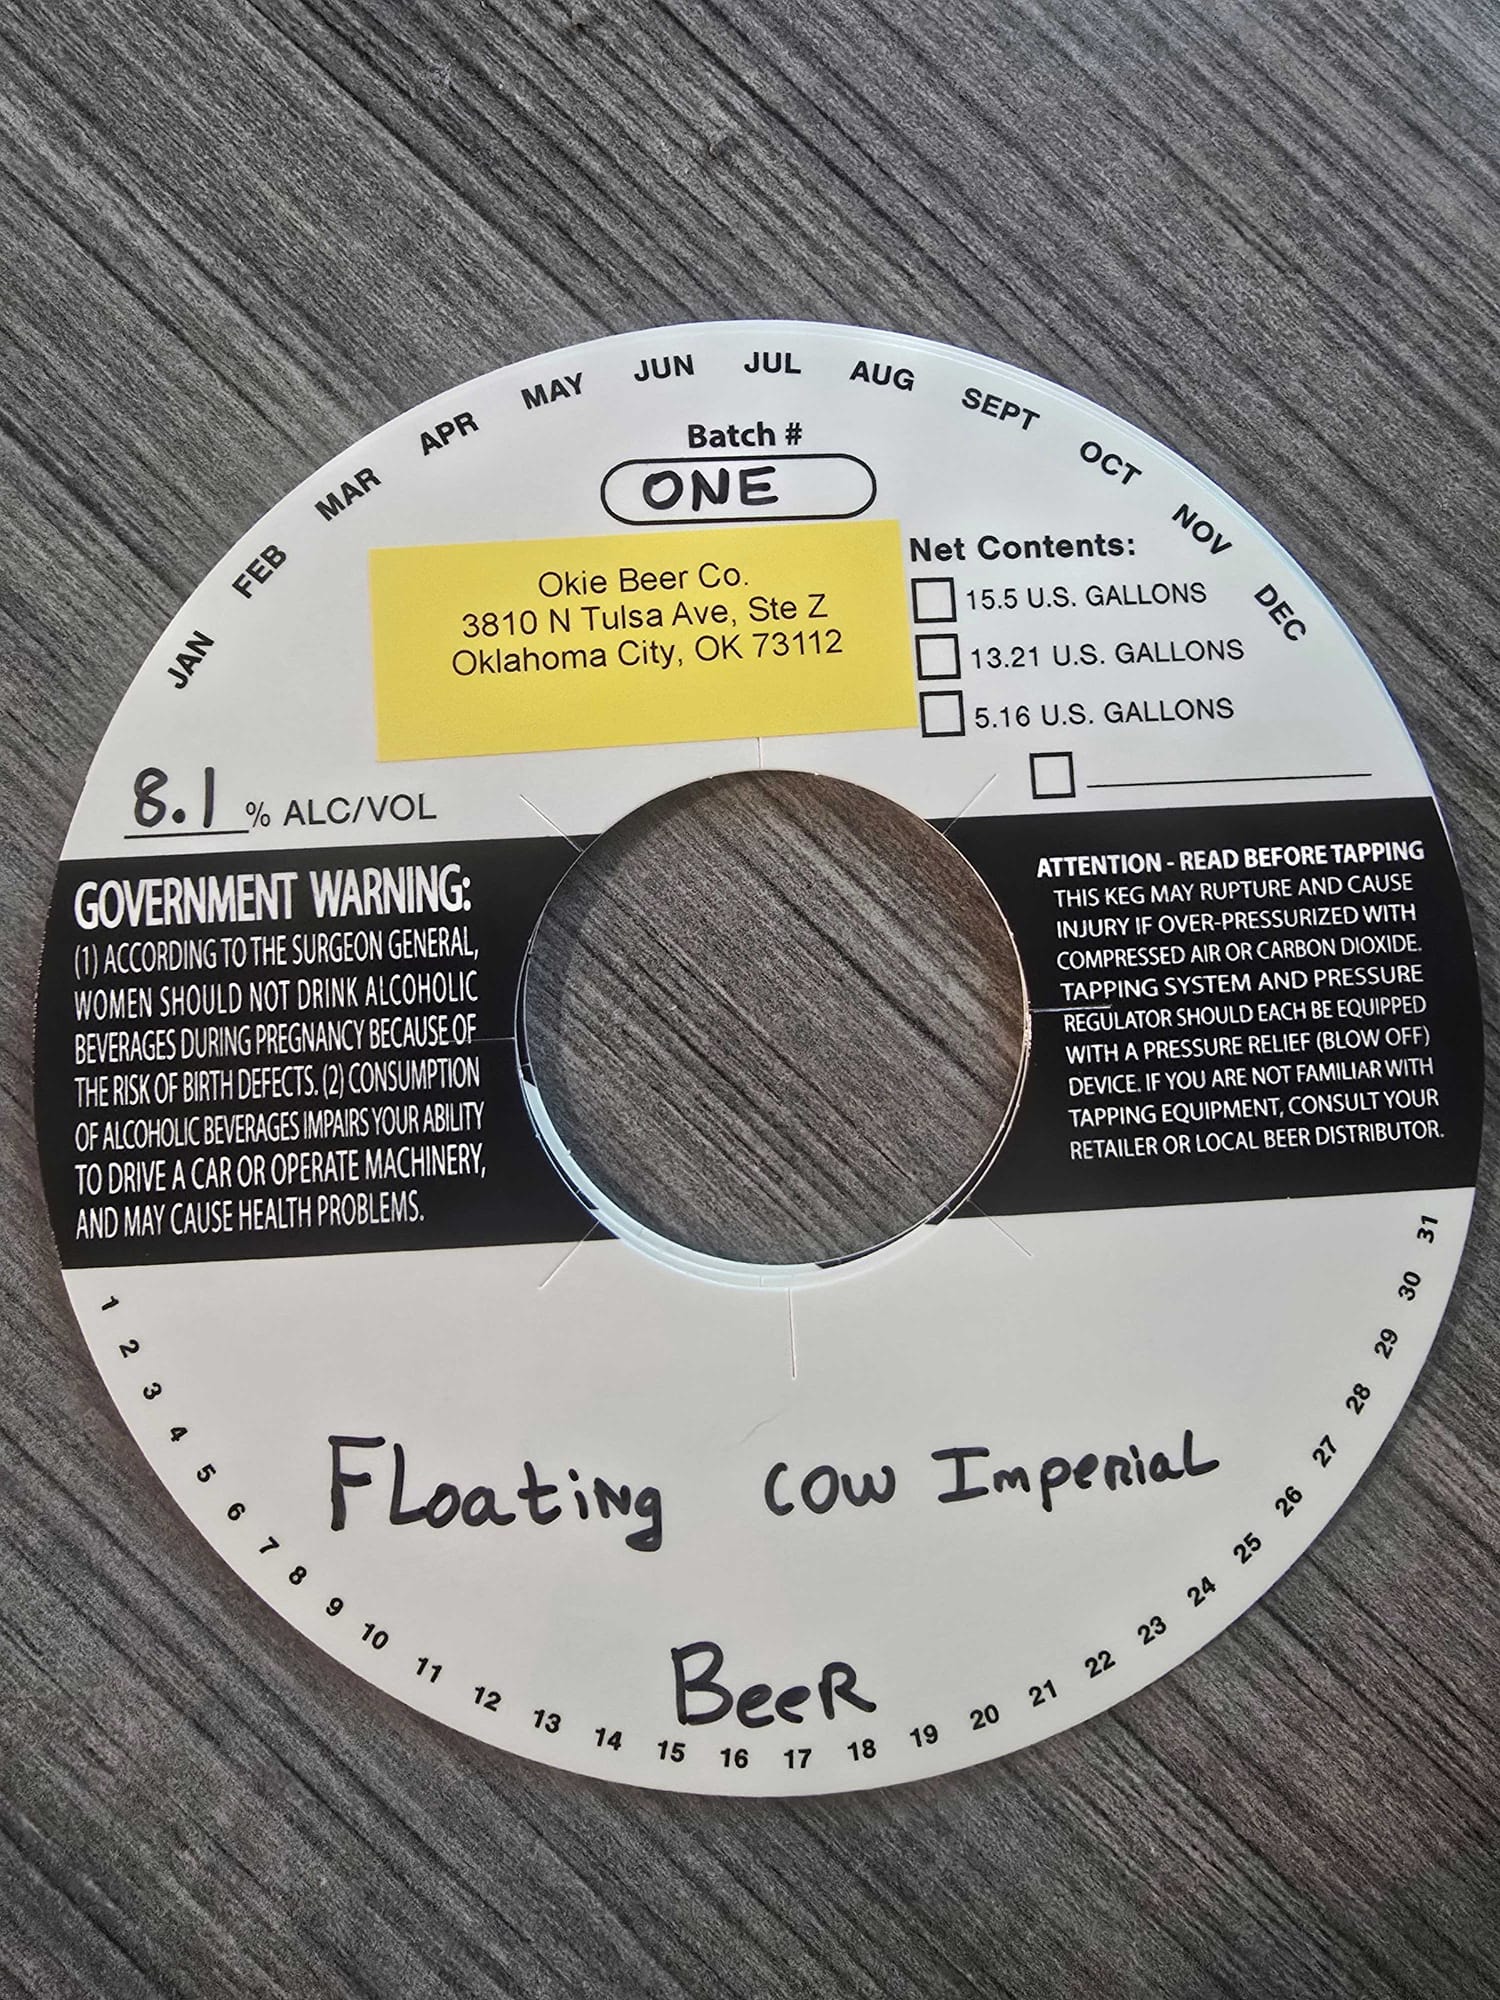 JAN FEB MAR APR MAY JUN JUL AUG SEPT OCT NOV DEC
Batch #
ONE
Okie Beer Co.
3810 N Tulsa Ave, Ste Z
Oklahoma City, OK 73112
Net Contents:
15.5 U.S. GALLONS
13.21 U.S. GALLONS
5.16 U.S. GALLONS
8.1 % ALC/VOL
GOVERNMENT WARNING:
(1) ACCORDING TO THE SURGEON GENERAL,
WOMEN SHOULD NOT DRINK ALCOHOLIC
BEVERAGES DURING PREGNANCY BECAUSE OF
THE RISK OF BIRTH DEFECTS. (2) CONSUMPTION
OF ALCOHOLIC BEVERAGES IMPAIRS YOUR ABILITY
TO DRIVE A CAR OR OPERATE MACHINERY,
AND MAY CAUSE HEALTH PROBLEMS.
ATTENTION - READ BEFORE TAPPING
THIS KEG MAY RUPTURE AND CAUSE
INJURY IF OVER-PRESSURIZED WITH
COMPRESSED AIR OR CARBON DIOXIDE.
TAPPING SYSTEM AND PRESSURE
REGULATOR SHOULD EACH BE EQUIPPED
WITH A PRESSURE RELIEF (BLOW OFF)
DEVICE. IF YOU ARE NOT FAMILIAR WITH
TAPPING EQUIPMENT, CONSULT YOUR
RETAILER OR LOCAL BEER DISTRIBUTOR.
FLoatiNg cow ImperiaL
BeeR
1 2 3 4 5 6 7 8 9 10 11 12 13 14 15 16 17 18 19 20 21 22 23 24 25 26 27 28 29 30 31